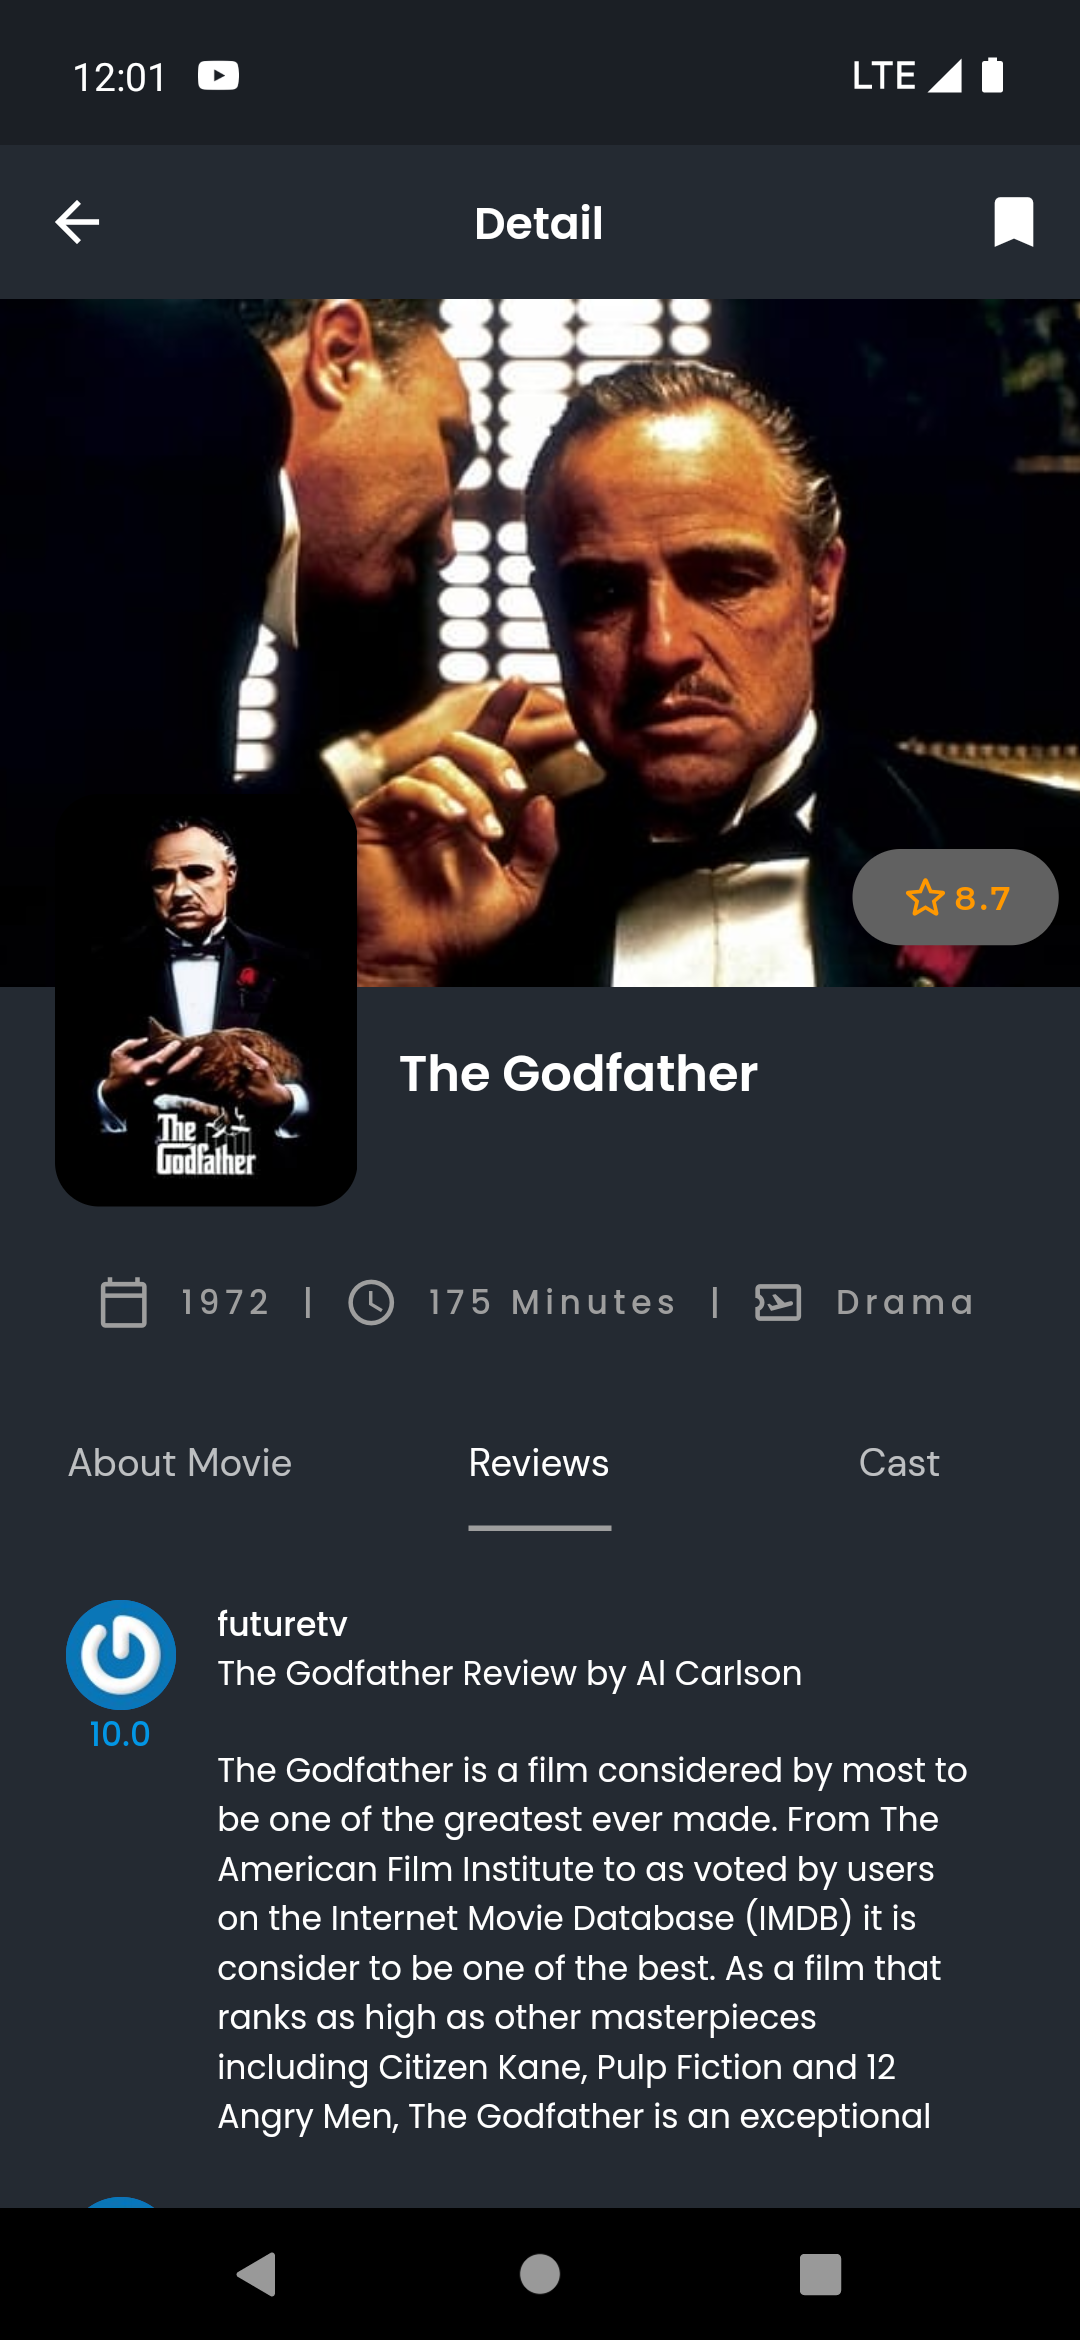 12:01
LTE
Detail
8.7
The
Godfather
The Godfather
1972 | 175 Minutes | Drama
About Movie Reviews Cast
futuretv
The Godfather Review by Al Carlson
10.0
The Godfather is a film considered by most to
be one of the greatest ever made. From The
American Film Institute to as voted by users
on the Internet Movie Database (IMDB) it is
consider to be one of the best. As a film that
ranks as high as other masterpieces
including Citizen Kane, Pulp Fiction and 12
Angry Men, The Godfather is an exceptional